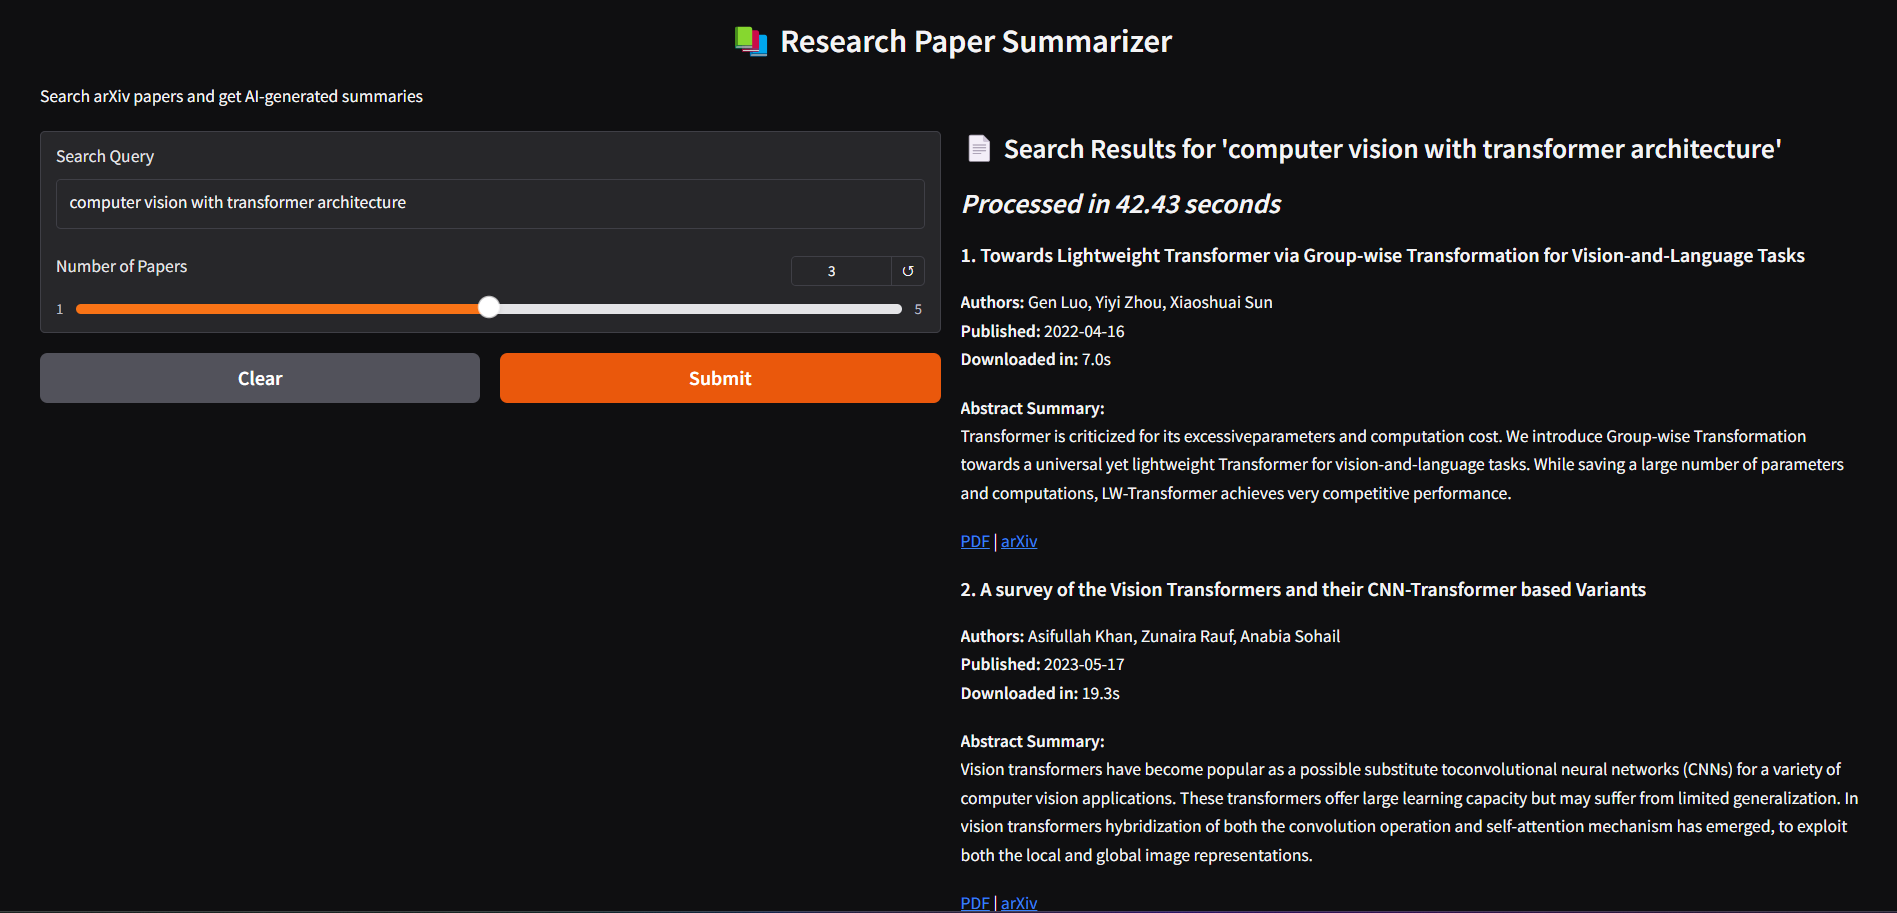 Research Paper Summarizer
Search arXiv papers and get AI-generated summaries
Search Query
computer vision with transformer architecture
Number of Papers
3
1
5
Clear
Submit
Search Results for 'computer vision with transformer architecture'
Processed in 42.43 seconds
1. Towards Lightweight Transformer via Group-wise Transformation for Vision-and-Language Tasks
Authors: Gen Luo, Yiyi Zhou, Xiaoshuai Sun
Published: 2022-04-16
Downloaded in: 7.0s
Abstract Summary:
Transformer is criticized for its excessiveparameters and computation cost. We introduce Group-wise Transformation
towards a universal yet lightweight Transformer for vision-and-language tasks. While saving a large number of parameters
and computations, LW-Transformer achieves very competitive performance.
PDF | arXiv
2. A survey of the Vision Transformers and their CNN-Transformer based Variants
Authors: Asifullah Khan, Zunaira Rauf, Anabia Sohail
Published: 2023-05-17
Downloaded in: 19.3s
Abstract Summary:
Vision transformers have become popular as a possible substitute toconvolutional neural networks (CNNs) for a variety of
computer vision applications. These transformers offer large learning capacity but may suffer from limited generalization. In
vision transformers hybridization of both the convolution operation and self-attention mechanism has emerged, to exploit
both the local and global image representations.
PDF | arXiv